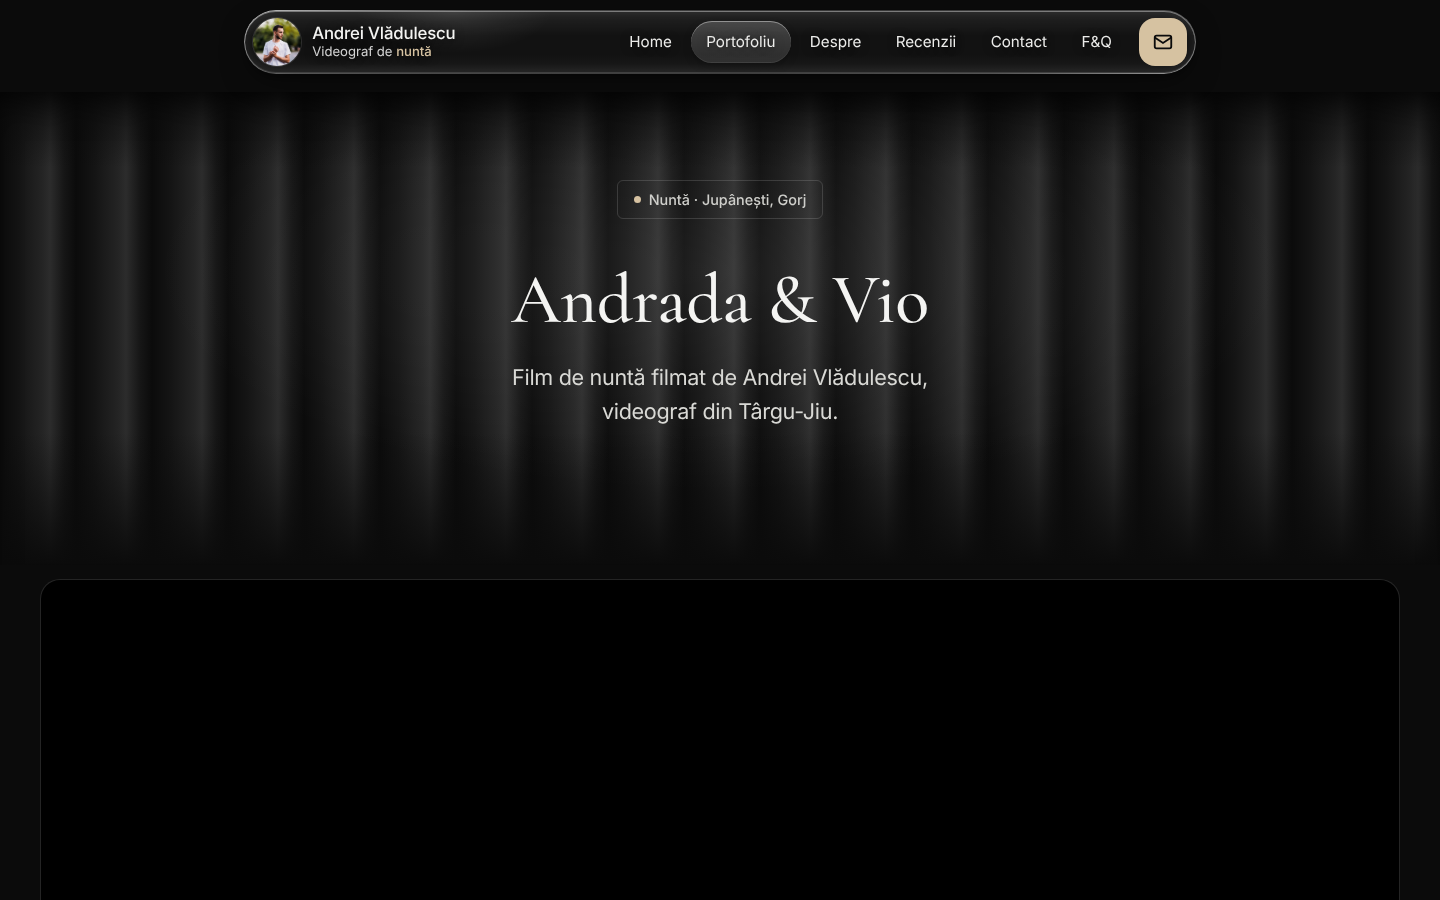 Andrei Vlădulescu
Videograf de nuntă
Home
Portofoliu
Despre
Recenzii
Contact
F&Q
Nuntă · Jupânești, Gorj
Andrada & Vio
Film de nuntă filmat de Andrei Vlădulescu,
videograf din Târgu-Jiu.